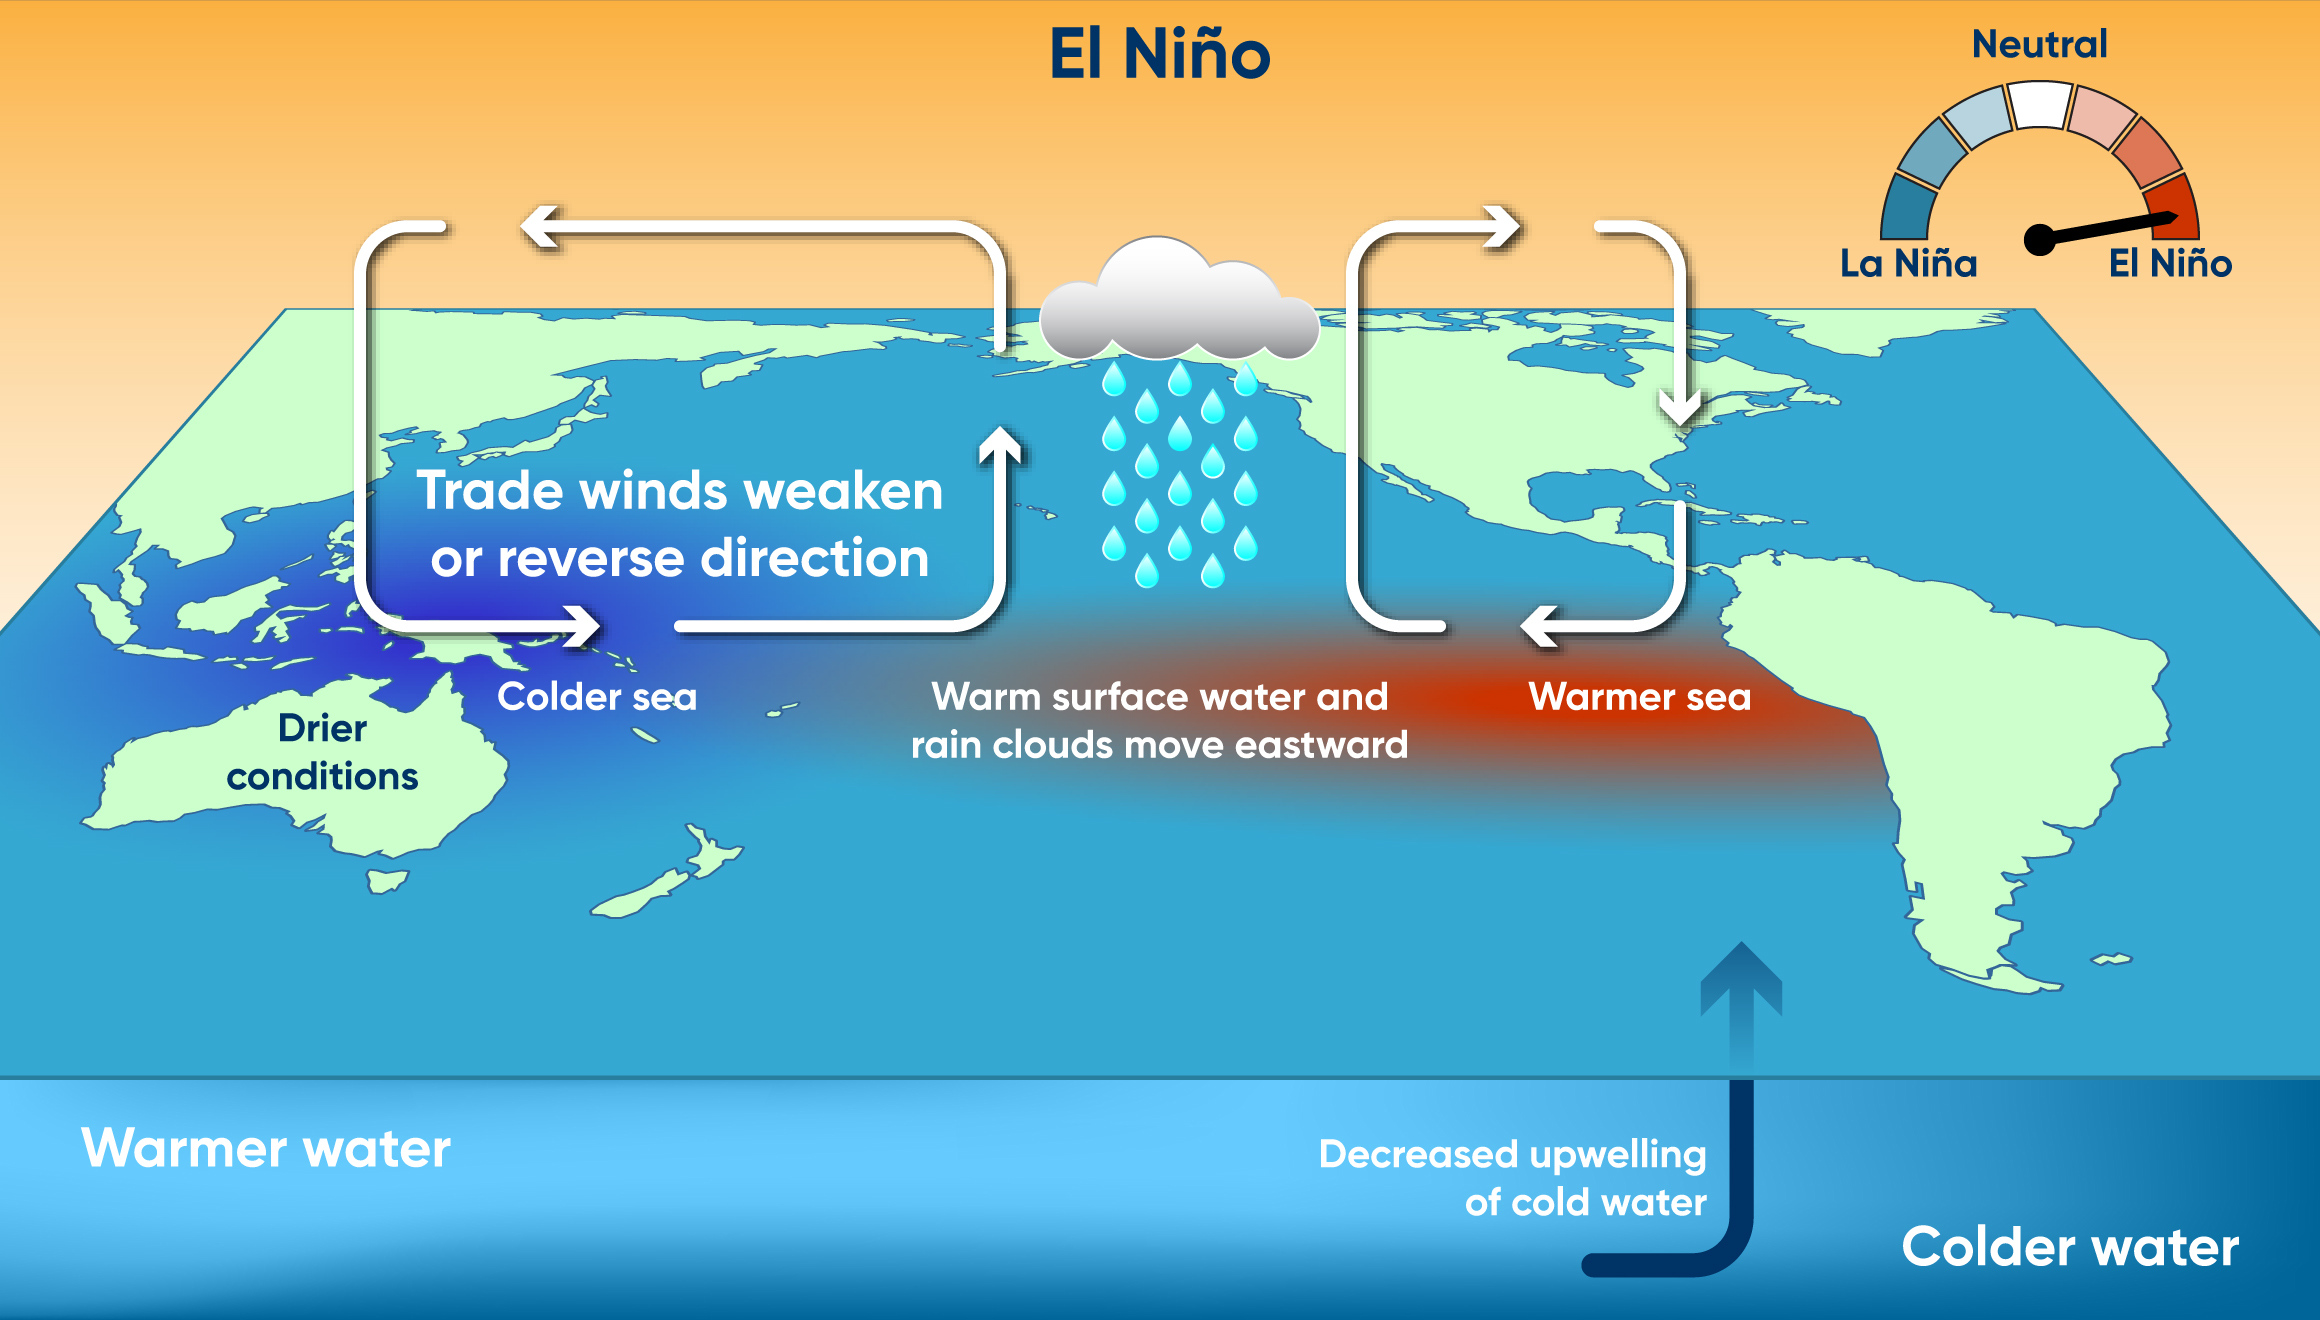 El Niño
Neutral
La Niña
El Niño
Trade winds weaken
or reverse direction
Colder sea
Warm surface water and
rain clouds move eastward
Warmer sea
Drier
conditions
Warmer water
Decreased upwelling
of cold water
Colder water